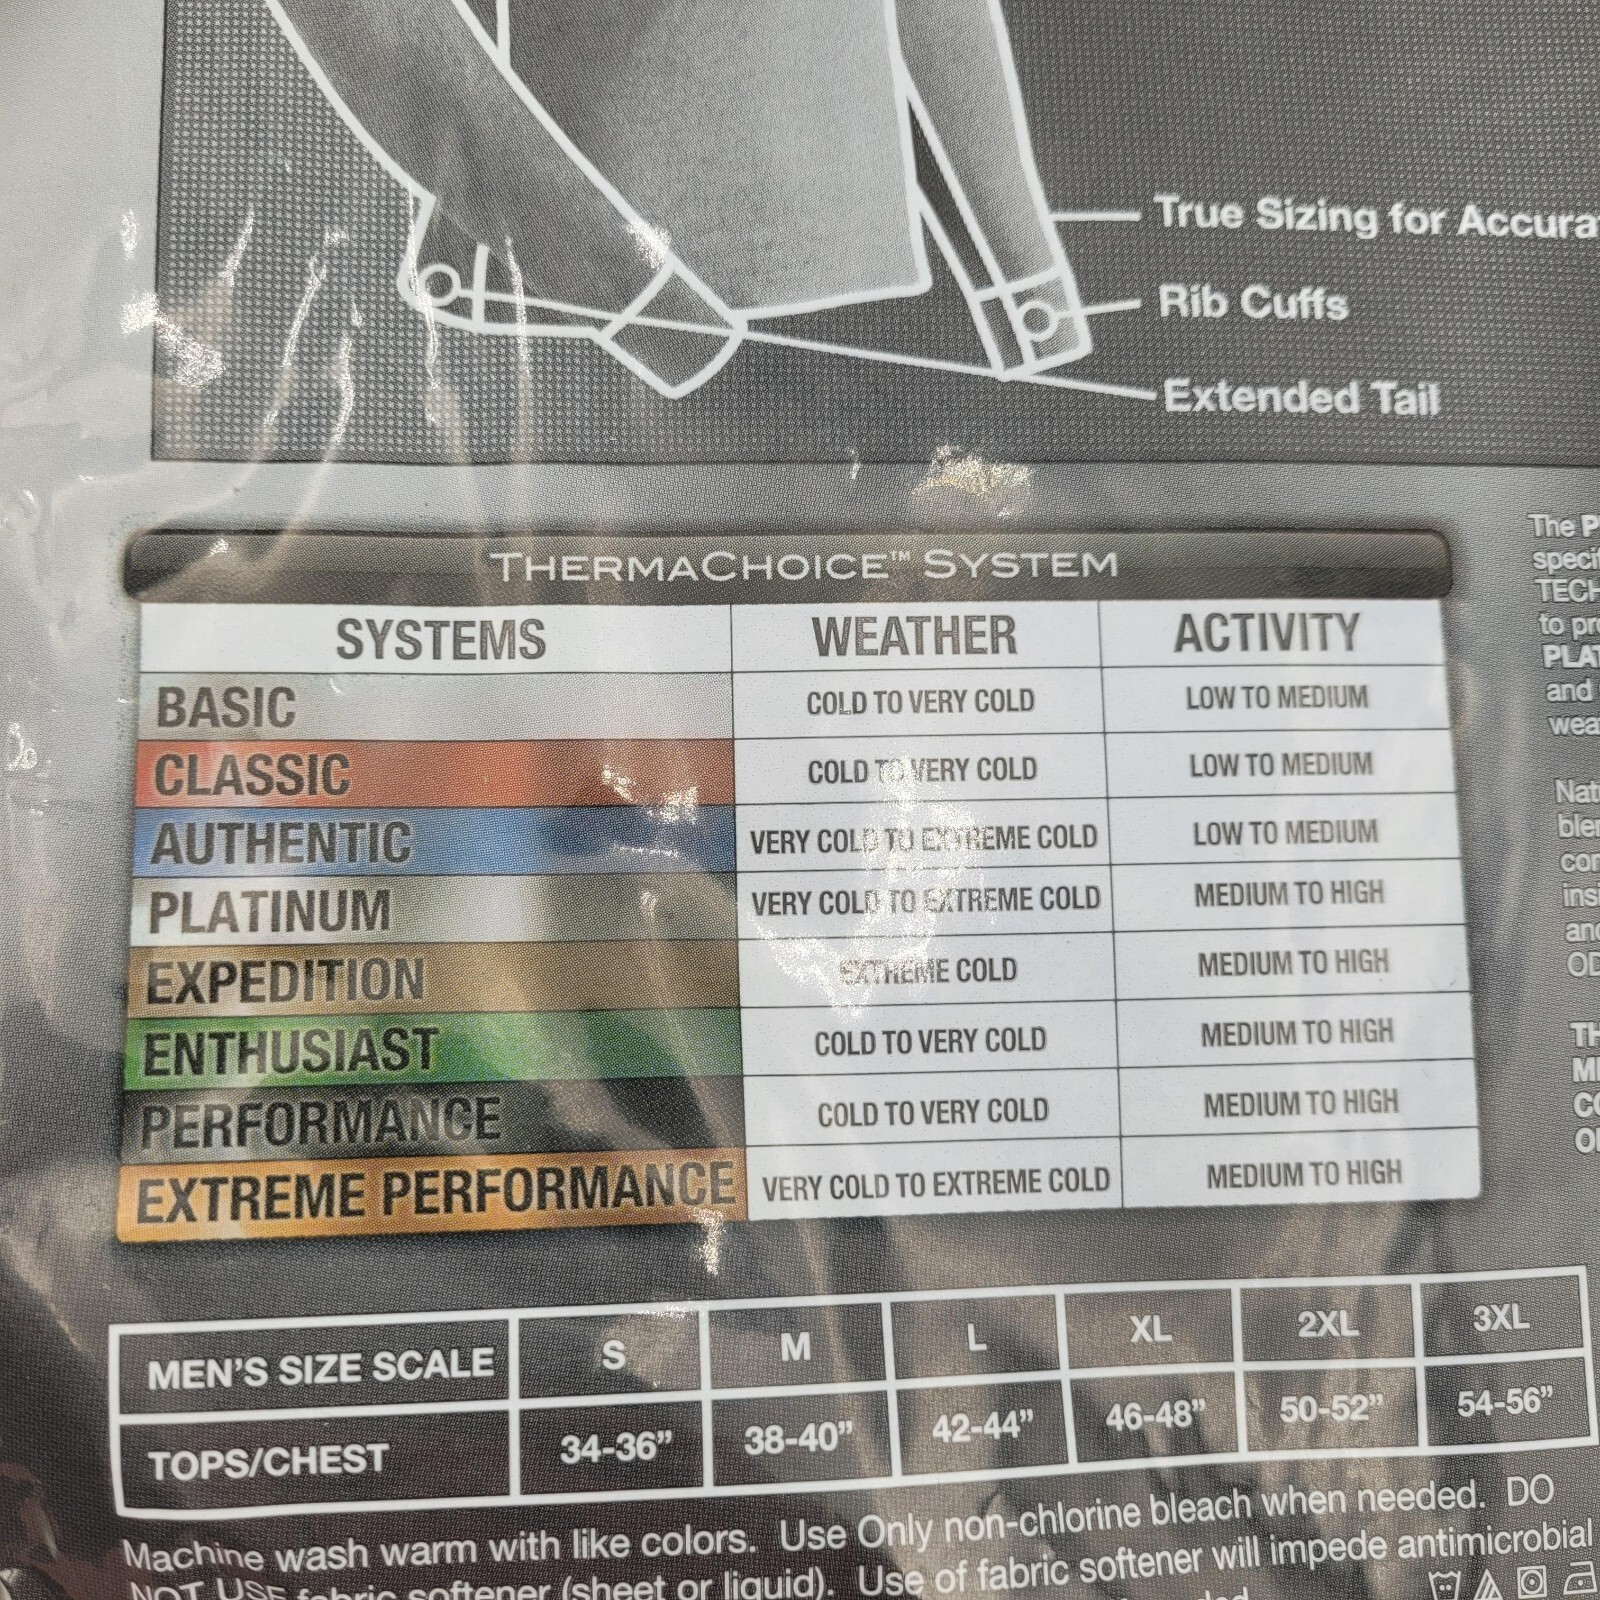 True Sizing for
Rib Cuffs
Extended Tail
THERMACHOICE™ SYSTEM
SYSTEMS WEATHER ACTIVITY
BASIC COLD TO VERY COLD LOW TO MEDIUM
CLASSIC COLD TO VERY COLD LOW TO MEDIUM
AUTHENTIC VERY COLD TO EXTREME COLD LOW TO MEDIUM
PLATINUM VERY COLD TO EXTREME COLD MEDIUM TO HIGH
EXPEDITION EXTREME COLD MEDIUM TO HIGH
ENTHUSIAST COLD TO VERY COLD MEDIUM TO HIGH
PERFORMANCE COLD TO VERY COLD MEDIUM TO HIGH
EXTREME PERFORMANCE VERY COLD TO EXTREME COLD MEDIUM TO HIGH
The
to
and
MEN'S SIZE SCALE S M L XL 2XL 3XL
TOPS/CHEST 34-36” 38-40” 42-44” 46-48” 50-52” 54-56”
Machine wash warm with like colors. Use Only non-chlorine bleach when needed. DO
NOT USE fabric softener (sheet or liquid). Use of fabric softener will impede antimicrobial